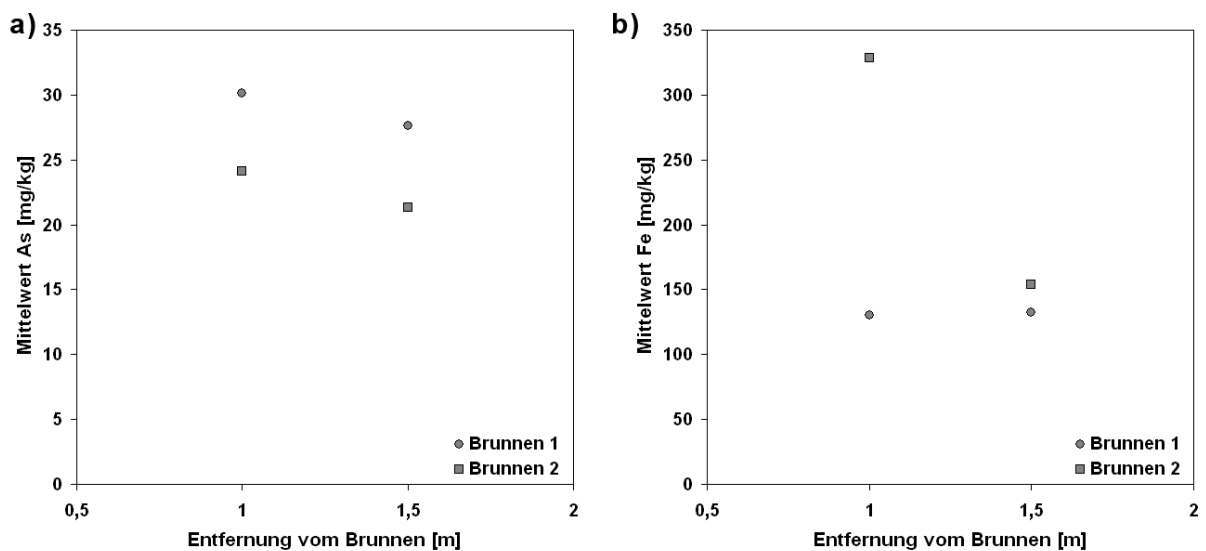 a)
35
30
25
20
15
10
5
0
Mittelwert As [mg/kg]
Brunnen 1
Brunnen 2
0,5 1 1,5 2
Entfernung vom Brunnen [m]
b)
350
300
250
200
150
100
50
0
Mittelwert Fe [mg/kg]
Brunnen 1
Brunnen 2
0,5 1 1,5 2
Entfernung vom Brunnen [m]